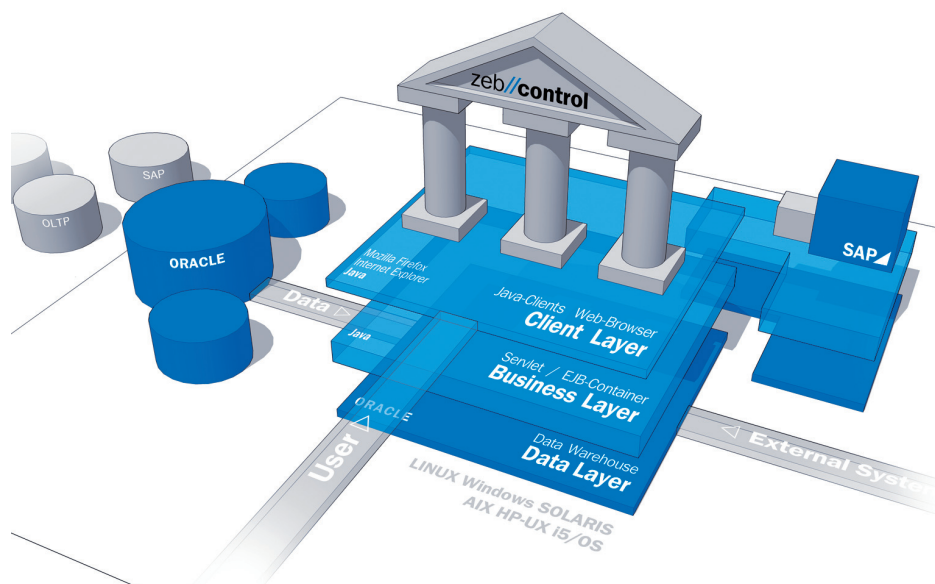 zeb//control
SAP
OLTP
ORACLE
SAP
Mozilla Firefox
Internet Explorer
Java
Data
Java-Clients Web-Browser
Client Layer
Java
Servlet / EJB-Container
Business Layer
ORACLE
Data Warehouse
Data Layer
User
External System
LINUX Windows SOLARIS
AIX HP-UX i5/OS